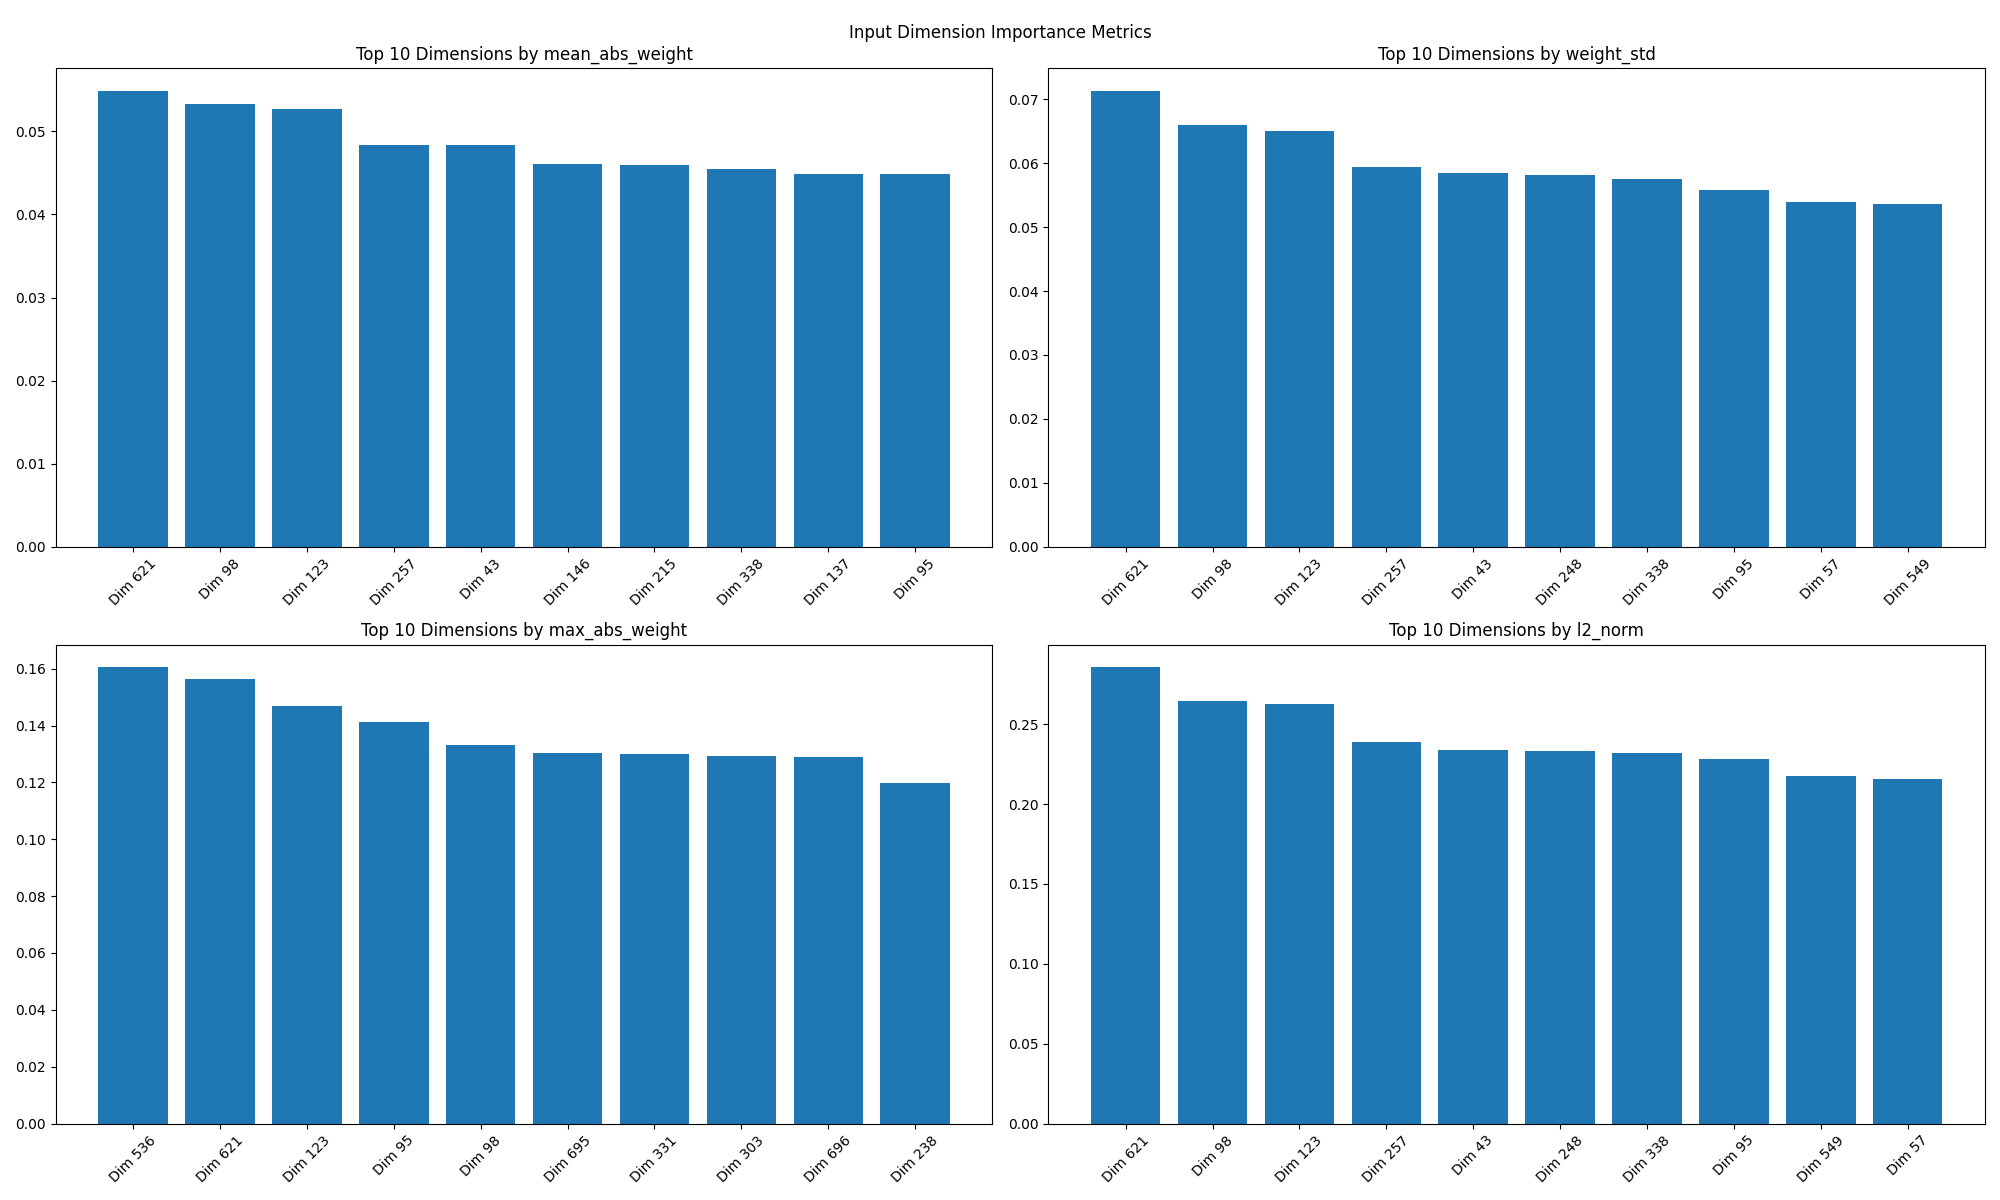 Input Dimension Importance Metrics
Top 10 Dimensions by mean_abs_weight
0.05
0.04
0.03
0.02
0.01
0.00
Dim 621
Dim 98
Dim 123
Dim 257
Dim 43
Dim 146
Dim 215
Dim 338
Dim 137
Dim 95
Top 10 Dimensions by weight_std
0.07
0.06
0.05
0.04
0.03
0.02
0.01
0.00
Dim 621
Dim 98
Dim 123
Dim 257
Dim 43
Dim 248
Dim 338
Dim 95
Dim 57
Dim 549
Top 10 Dimensions by max_abs_weight
0.16
0.14
0.12
0.10
0.08
0.06
0.04
0.02
0.00
Dim 536
Dim 621
Dim 123
Dim 95
Dim 98
Dim 695
Dim 331
Dim 303
Dim 696
Dim 238
Top 10 Dimensions by l2_norm
0.25
0.20
0.15
0.10
0.05
0.00
Dim 621
Dim 98
Dim 123
Dim 257
Dim 43
Dim 248
Dim 338
Dim 95
Dim 549
Dim 57